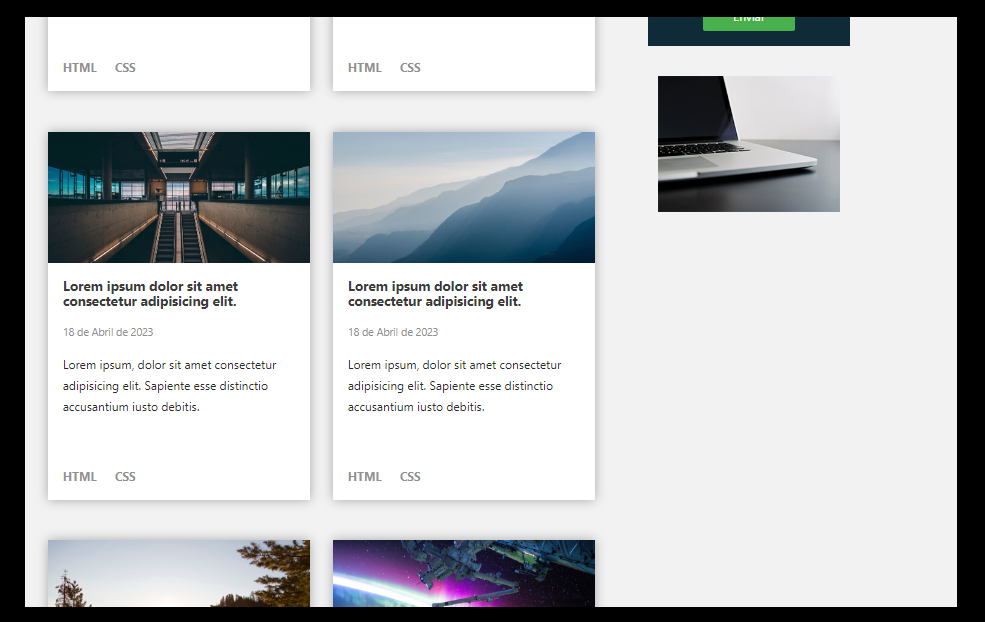 Enviar
HTML CSS
HTML CSS
Lorem ipsum dolor sit amet
consectetur adipisicing elit.
18 de Abril de 2023
Lorem ipsum, dolor sit amet consectetur
adipisicing elit. Sapiente esse distinctio
accusantium iusto debitis.
HTML CSS
Lorem ipsum dolor sit amet
consectetur adipisicing elit.
18 de Abril de 2023
Lorem ipsum, dolor sit amet consectetur
adipisicing elit. Sapiente esse distinctio
accusantium iusto debitis.
HTML CSS